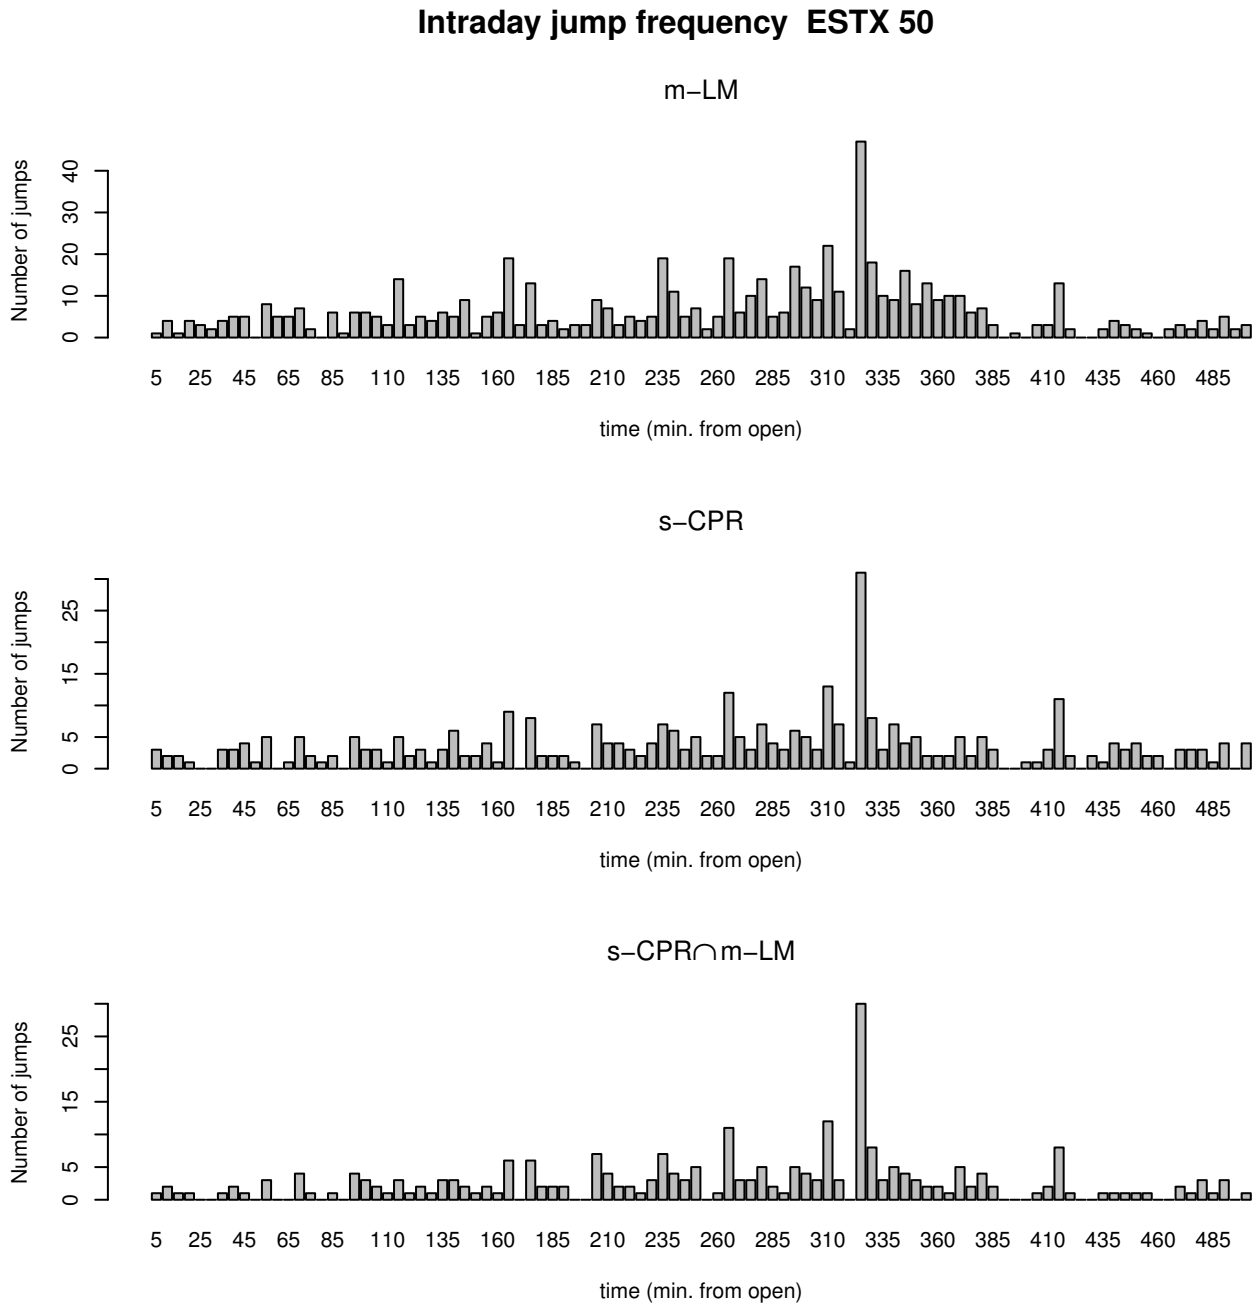 Intraday jump frequency  ESTX 50
m−LM
Number of jumps
40
30
20
10
0
5 25 45 65 85 110 135 160 185 210 235 260 285 310 335 360 385 410 435 460 485
time (min. from open)
s−CPR
Number of jumps
25
15
5
0
5 25 45 65 85 110 135 160 185 210 235 260 285 310 335 360 385 410 435 460 485
time (min. from open)
s−CPR∩m−LM
Number of jumps
25
15
5
0
5 25 45 65 85 110 135 160 185 210 235 260 285 310 335 360 385 410 435 460 485
time (min. from open)